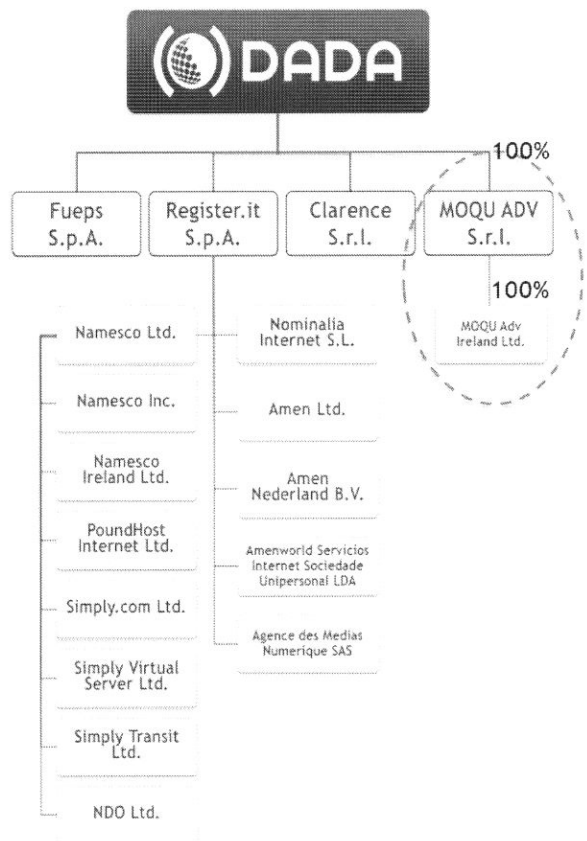 DADA
100%
Fueps
S.p.A.
Register.it
S.p.A.
Clarence
S.r.l.
MOQU ADV
S.r.l.
100%
MOQU Adv
Ireland Ltd.
Namesco Ltd.
Nominalia
Internet S.L.
Namesco Inc.
Amen Ltd.
Namesco
Ireland Ltd.
Amen
Nederland B.V.
PoundHost
Internet Ltd.
Amenworld Servicios
Internet Sociedade
Unipersonal LDA
Simply.com Ltd.
Agence des Medias
Numerique SAS
Simply Virtual
Server Ltd.
Simply Transit
Ltd.
NDO Ltd.